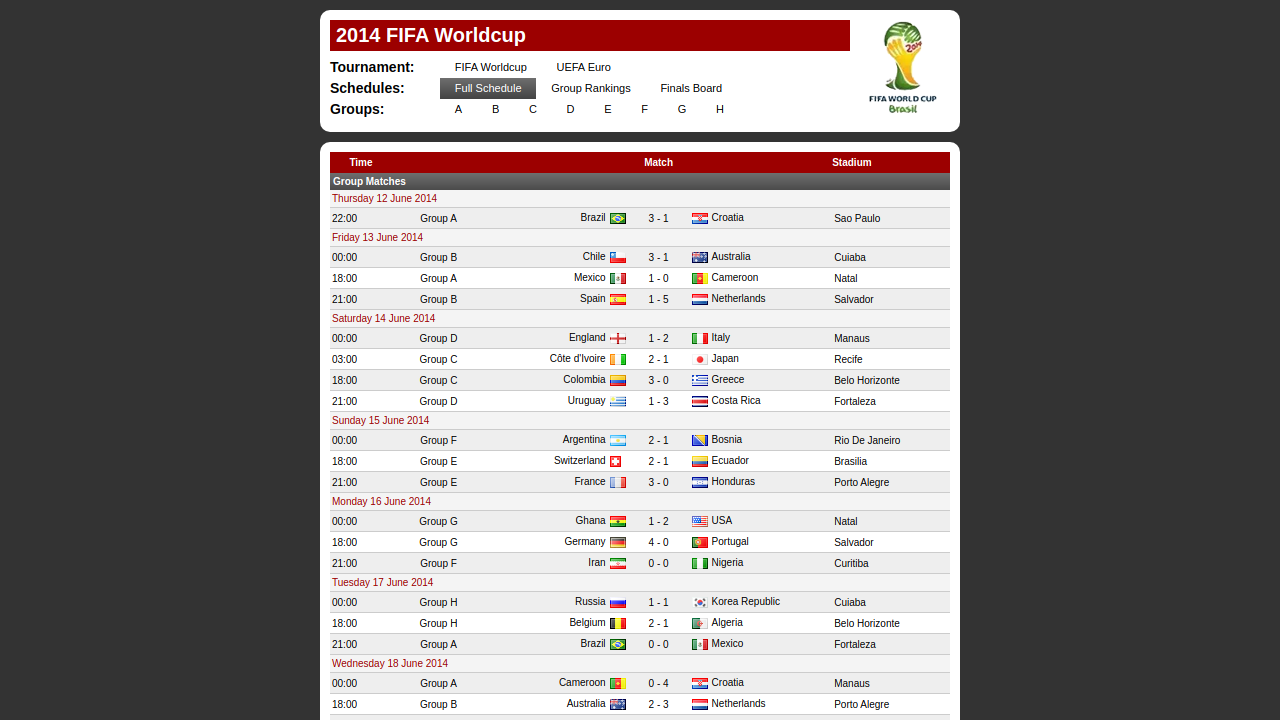 2014 FIFA Worldcup
2014
FIFA WORLD CUP
Brasil
Tournament: FIFA Worldcup UEFA Euro
Schedules: Full Schedule Group Rankings Finals Board
Groups: A B C D E F G H
Time Match Stadium
Group Matches
Thursday 12 June 2014
22:00 Group A Brazil 3 - 1 Croatia Sao Paulo
Friday 13 June 2014
00:00 Group B Chile 3 - 1 Australia Cuiaba
18:00 Group A Mexico 1 - 0 Cameroon Natal
21:00 Group B Spain 1 - 5 Netherlands Salvador
Saturday 14 June 2014
00:00 Group D England 1 - 2 Italy Manaus
03:00 Group C Côte d'Ivoire 2 - 1 Japan Recife
18:00 Group C Colombia 3 - 0 Greece Belo Horizonte
21:00 Group D Uruguay 1 - 3 Costa Rica Fortaleza
Sunday 15 June 2014
00:00 Group F Argentina 2 - 1 Bosnia Rio De Janeiro
18:00 Group E Switzerland 2 - 1 Ecuador Brasilia
21:00 Group E France 3 - 0 Honduras Porto Alegre
Monday 16 June 2014
00:00 Group G Ghana 1 - 2 USA Natal
18:00 Group G Germany 4 - 0 Portugal Salvador
21:00 Group F Iran 0 - 0 Nigeria Curitiba
Tuesday 17 June 2014
00:00 Group H Russia 1 - 1 Korea Republic Cuiaba
18:00 Group H Belgium 2 - 1 Algeria Belo Horizonte
21:00 Group A Brazil 0 - 0 Mexico Fortaleza
Wednesday 18 June 2014
00:00 Group A Cameroon 0 - 4 Croatia Manaus
18:00 Group B Australia 2 - 3 Netherlands Porto Alegre